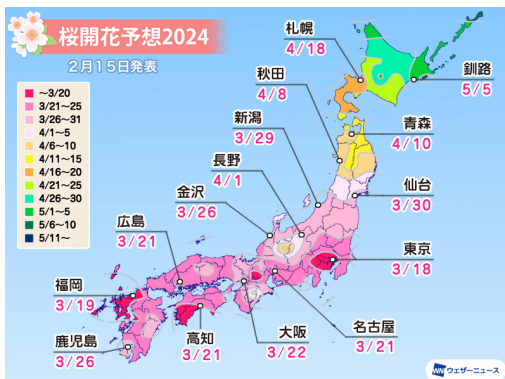 桜開花予想2024
2月15日発表
～3/20
3/21～25
3/26～31
4/1～5
4/6～10
4/11～15
4/16～20
4/21～25
4/26～30
5/1～5
5/6～10
5/11～
札幌
4/18
釧路
5/5
秋田
4/8
青森
4/10
新潟
3/29
長野
4/1
仙台
3/30
金沢
3/26
広島
3/21
東京
3/18
福岡
3/19
鹿児島
3/26
高知
3/21
大阪
3/22
名古屋
3/21
WN ウェザーニュース